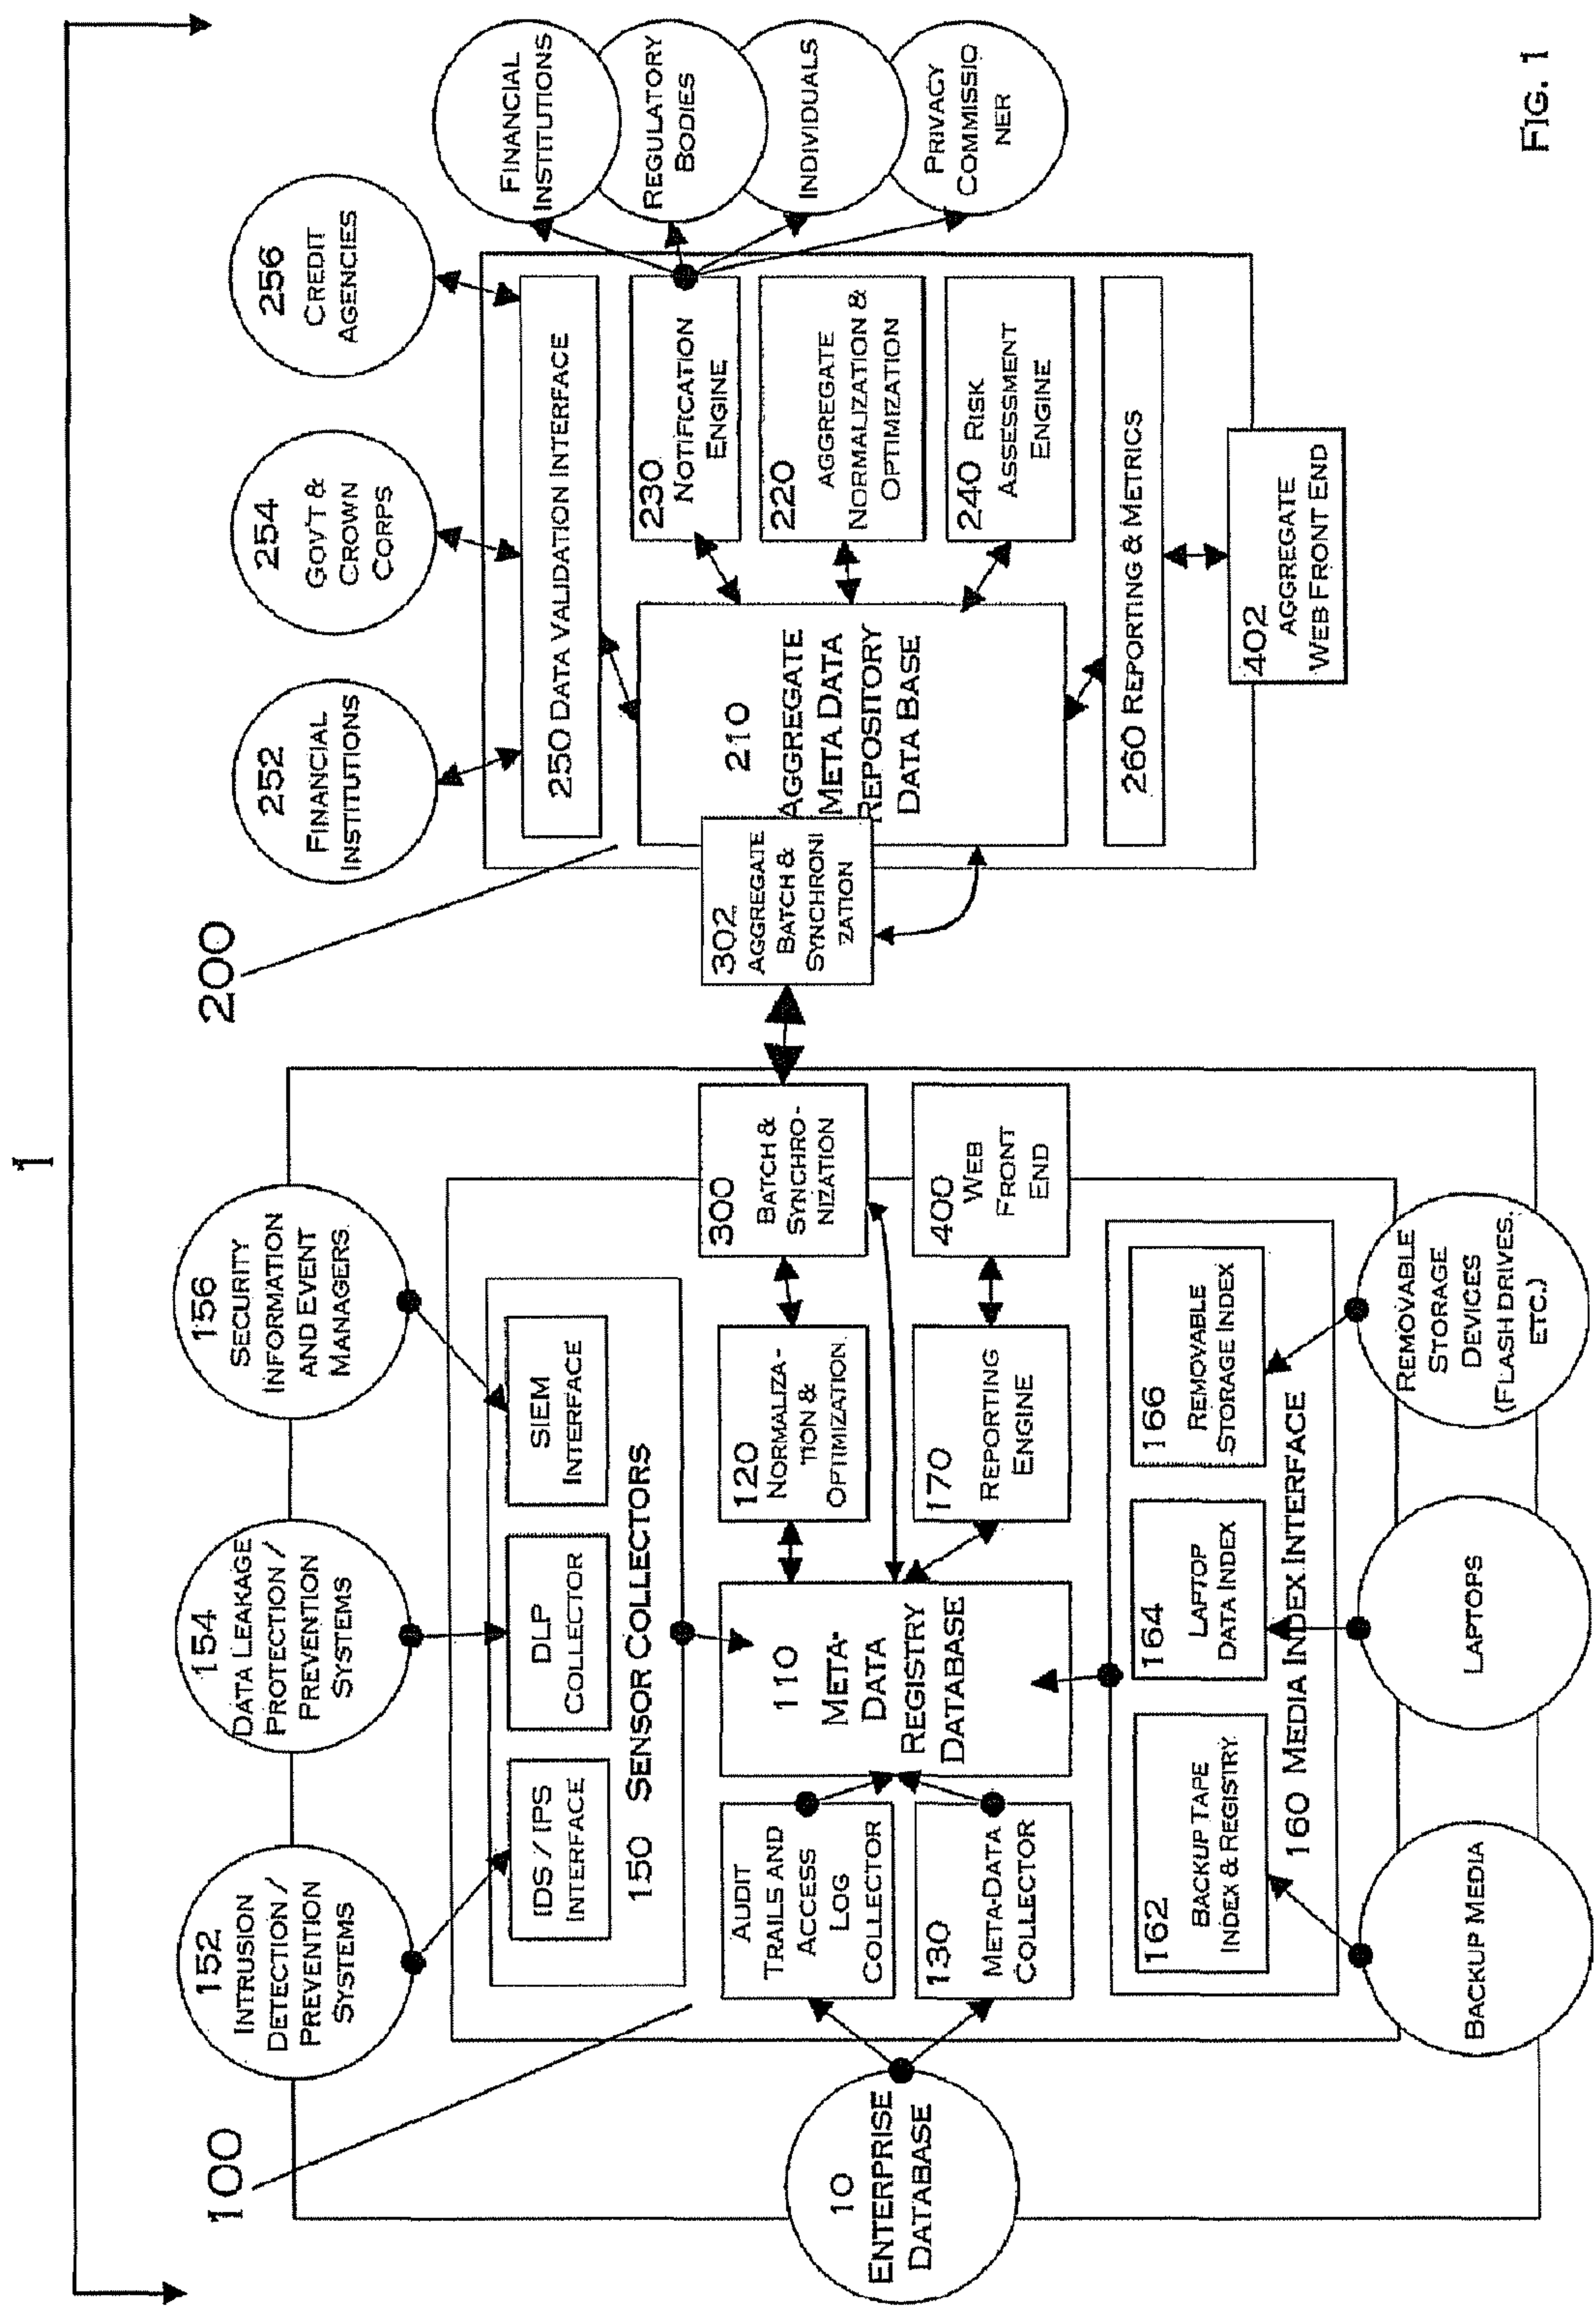 1
100
200
152
INTRUSION
DETECTION /
PREVENTION
SYSTEMS
154
DATA LEAKAGE
PROTECTION /
PREVENTION
SYSTEMS
156
SECURITY
INFORMATION
AND EVENT
MANAGERS
IDS / IPS
INTERFACE
DLP
COLLECTOR
SIEM
INTERFACE
150 SENSOR COLLECTORS
10
ENTERPRISE
DATABASE
AUDIT
TRAILS AND
ACCESS
LOG
COLLECTOR
130
META-DATA
COLLECTOR
110
META-
DATA
REGISTRY
DATABASE
120
NORMALIZA-
TION &
OPTIMIZATION
170
REPORTING
ENGINE
300
BATCH &
SYNCHRO-
NIZATION
400 WEB
FRONT
END
162
BACKUP TAPE
INDEX & REGISTRY
164
LAPTOP
DATA INDEX
166
REMOVABLE
STORAGE INDEX
160 MEDIA INDEX INTERFACE
BACKUP MEDIA
LAPTOPS
REMOVABLE
STORAGE
DEVICES
(FLASH DRIVES,
ETC.)
252
FINANCIAL
INSTITUTIONS
254
GOV'T &
CROWN
CORPS
256
CREDIT
AGENCIES
250 DATA VALIDATION INTERFACE
302
AGGREGATE
BATCH &
SYNCHRONI
ZATION
210
AGGREGATE
META DATA
REPOSITORY
DATA BASE
230
NOTIFICATION
ENGINE
220
AGGREGATE
NORMALIZATION &
OPTIMIZATION
240 RISK
ASSESSMENT
ENGINE
260 REPORTING & METRICS
402
AGGREGATE
WEB FRONT END
FINANCIAL
INSTITUTIONS
REGULATORY
BODIES
INDIVIDUALS
PRIVACY
COMMISSIO
NER
FIG. 1